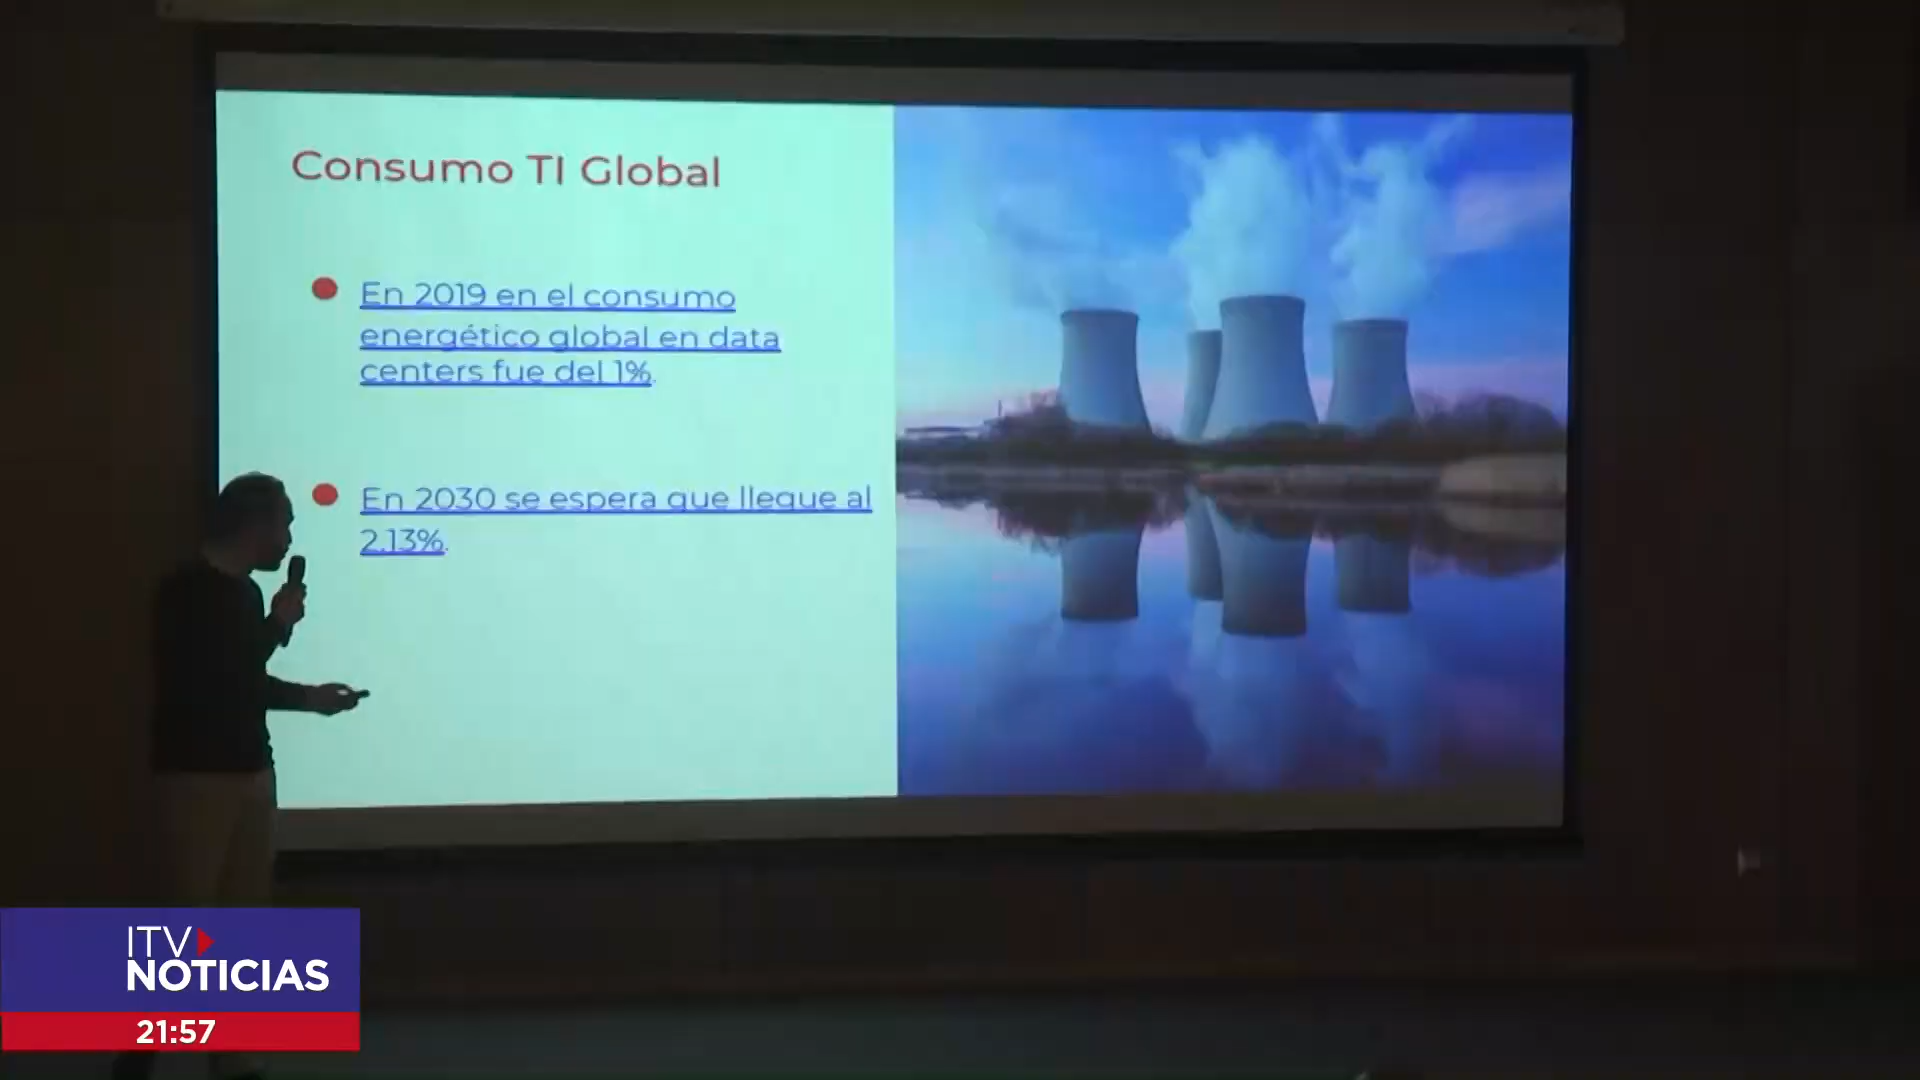 Consumo TI Global
En 2019 en el consumo
energético global en data
centers fue del 1%.
En 2030 se espera que llegue al
2.13%.
ITV
NOTICIAS
21:57